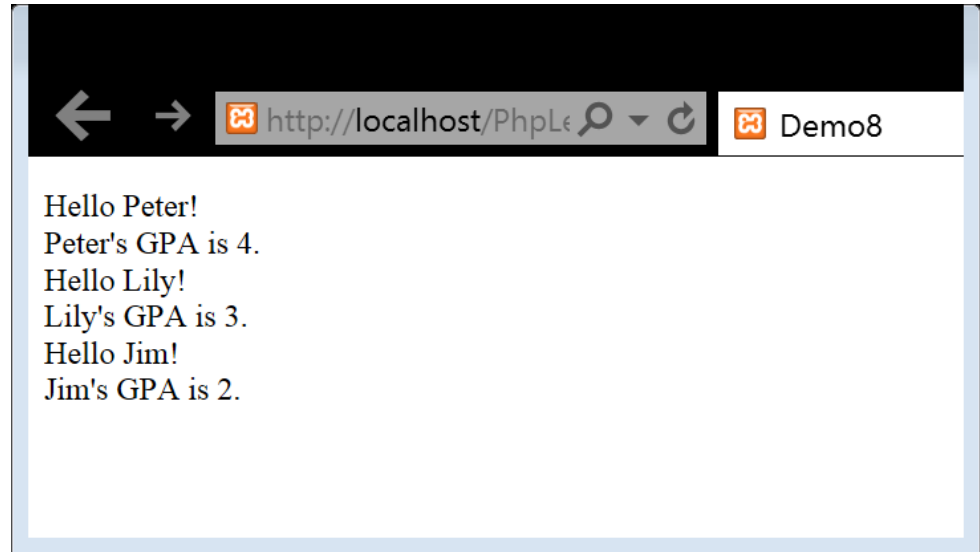 http://localhost/PhpLe
Demo8
Hello Peter!
Peter's GPA is 4.
Hello Lily!
Lily's GPA is 3.
Hello Jim!
Jim's GPA is 2.